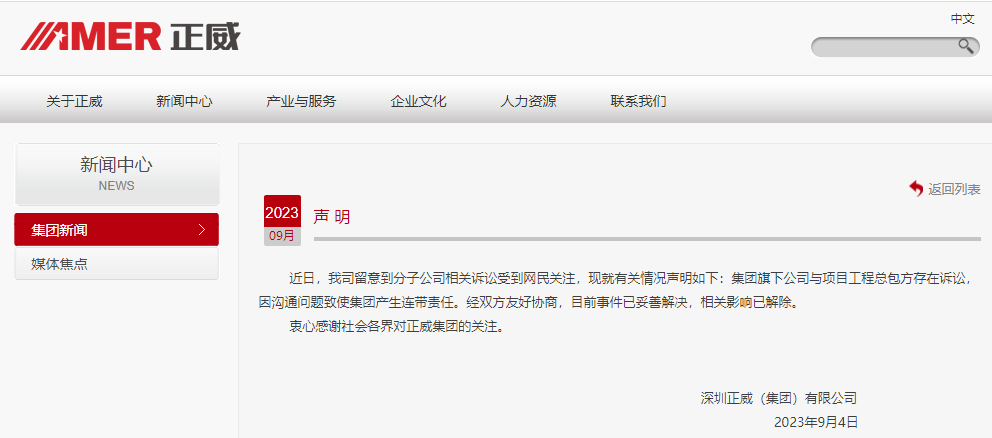 AMER 正威
中文
关于正威 新闻中心 产业与服务 企业文化 人力资源 联系我们
新闻中心
NEWS
集团新闻
媒体焦点
返回列表
2023
09月
声 明
近日，我司留意到分子公司相关诉讼受到网民关注，现就有关情况声明如下：集团旗下公司与项目工程总包方存在诉讼，
因沟通问题致使集团产生连带责任。经双方友好协商，目前事件已妥善解决，相关影响已解除。
衷心感谢社会各界对正威集团的关注。
深圳正威（集团）有限公司
2023年9月4日